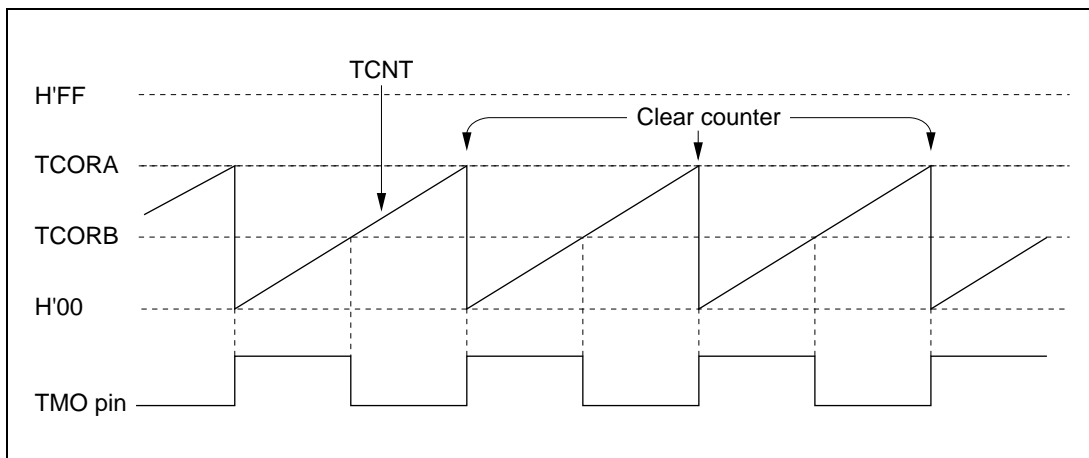 TCNT
H'FF
Clear counter
TCORA
TCORB
H'00
TMO pin